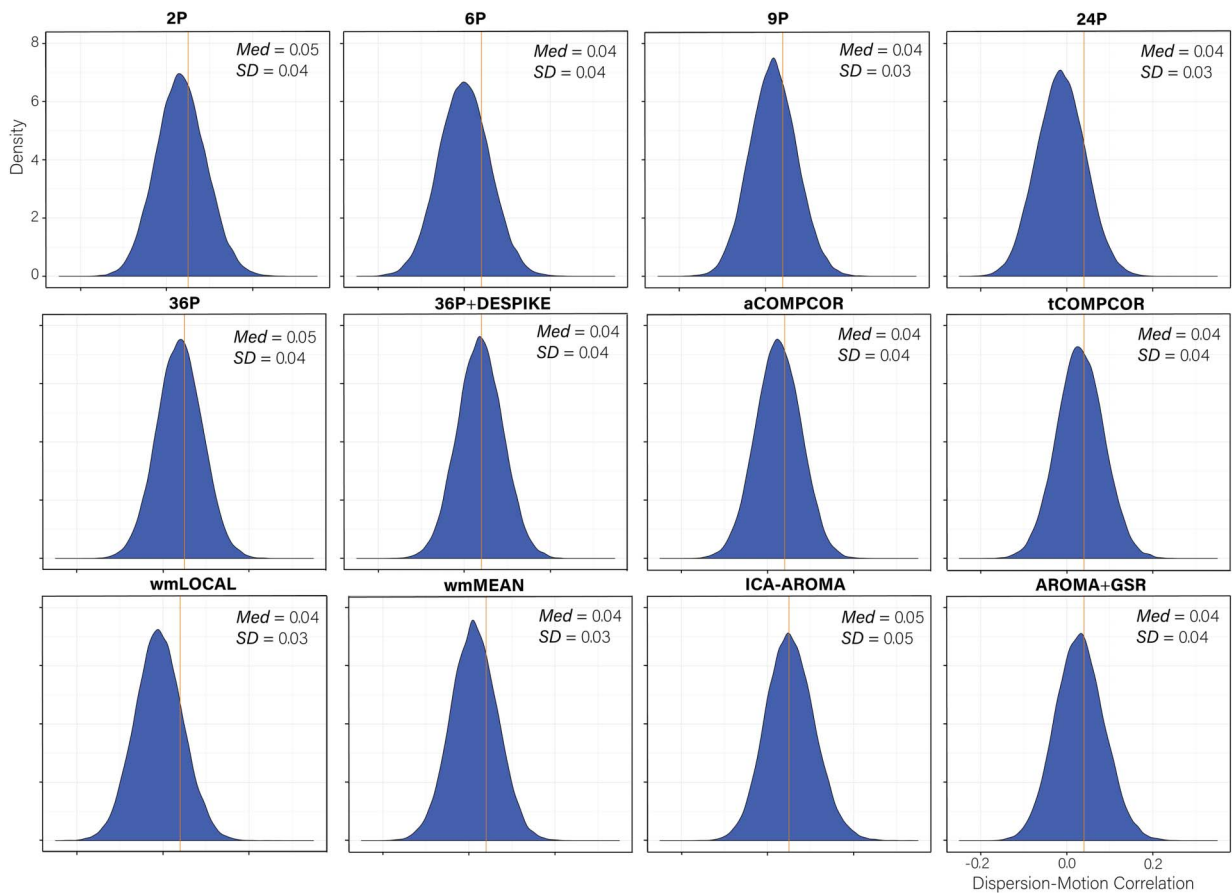 2P
6P
9P
24P
8
6
4
2
0
Density
Med = 0.05
SD = 0.04
Med = 0.04
SD = 0.04
Med = 0.04
SD = 0.03
Med = 0.04
SD = 0.03
36P
36P+DESPIKE
aCOMPCOR
tCOMPCOR
Med = 0.05
SD = 0.04
Med = 0.04
SD = 0.04
Med = 0.04
SD = 0.04
Med = 0.04
SD = 0.04
wmLOCAL
wmMEAN
ICA-AROMA
AROMA+GSR
Med = 0.04
SD = 0.03
Med = 0.04
SD = 0.03
Med = 0.05
SD = 0.05
Med = 0.04
SD = 0.04
-0.2 0.0 0.2
Dispersion-Motion Correlation